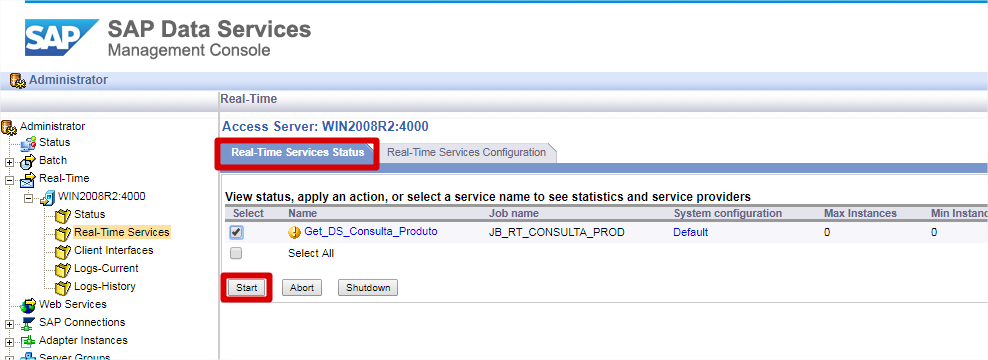 SAP
SAP Data Services
Management Console
Administrator
Real-Time
Administrator
Status
Batch
Real-Time
WIN2008R2:4000
Status
Real-Time Services
Client Interfaces
Logs-Current
Logs-History
Web Services
SAP Connections
Adapter Instances
Server Groups
Access Server: WIN2008R2:4000
Real-Time Services Status Real-Time Services Configuration
View status, apply an action, or select a service name to see statistics and service providers
Select Name Job name System configuration Max Instances Min Instanc
Get_DS_Consulta_Produto JB_RT_CONSULTA_PROD Default 0 0
Select All
Start Abort Shutdown